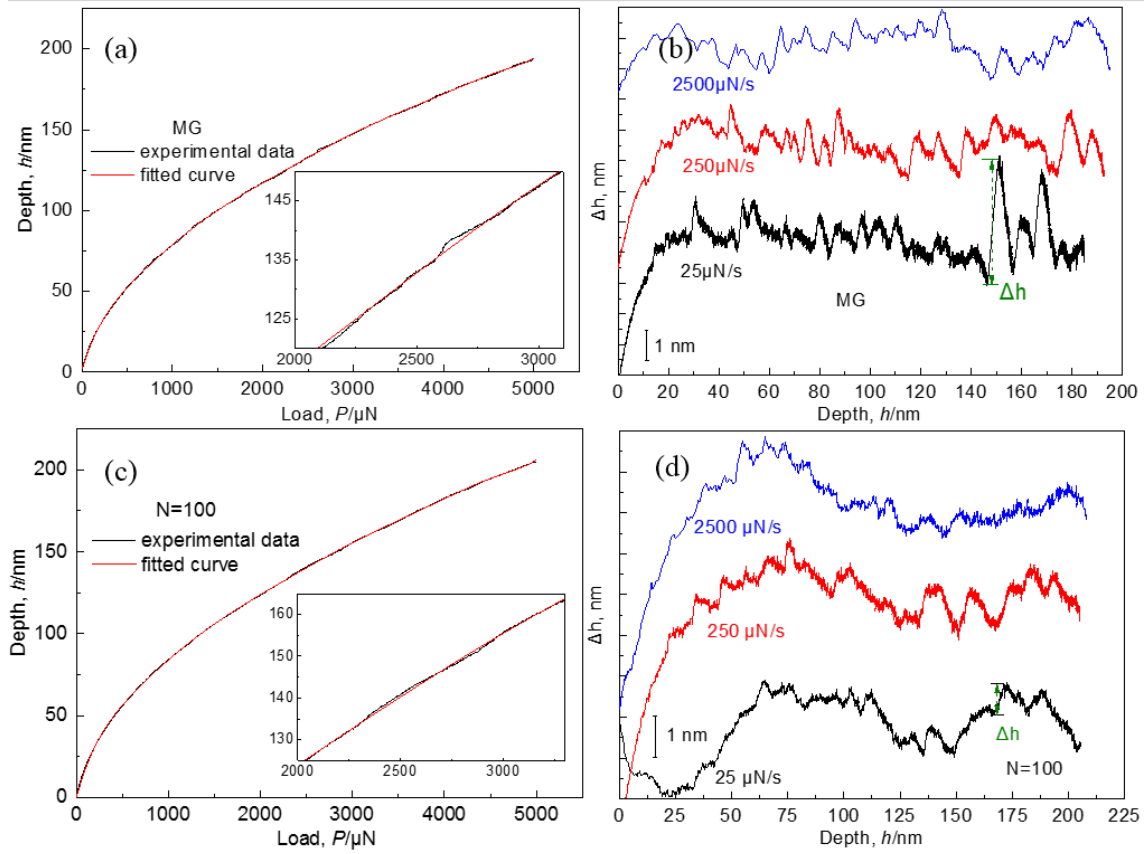 (a)
MG
experimental data
fitted curve
Depth, h/nm
200
150
100
50
0
0 1000 2000 3000 4000 5000
Load, P/μN
145
135
125
2000 2500 3000
(b)
2500μN/s
250μN/s
25μN/s
MG
Δh
1 nm
Δh, nm
0 20 40 60 80 100 120 140 160 180 200
Depth, h/nm
(c)
N=100
experimental data
fitted curve
Depth, h/nm
200
150
100
50
0
0 1000 2000 3000 4000 5000
Load, P/μN
165
155
145
135
125
2000 2500 3000
(d)
2500 μN/s
250 μN/s
25 μN/s
1 nm
Δh
N=100
Δh, nm
0 25 50 75 100 125 150 175 200 225
Depth, h/nm